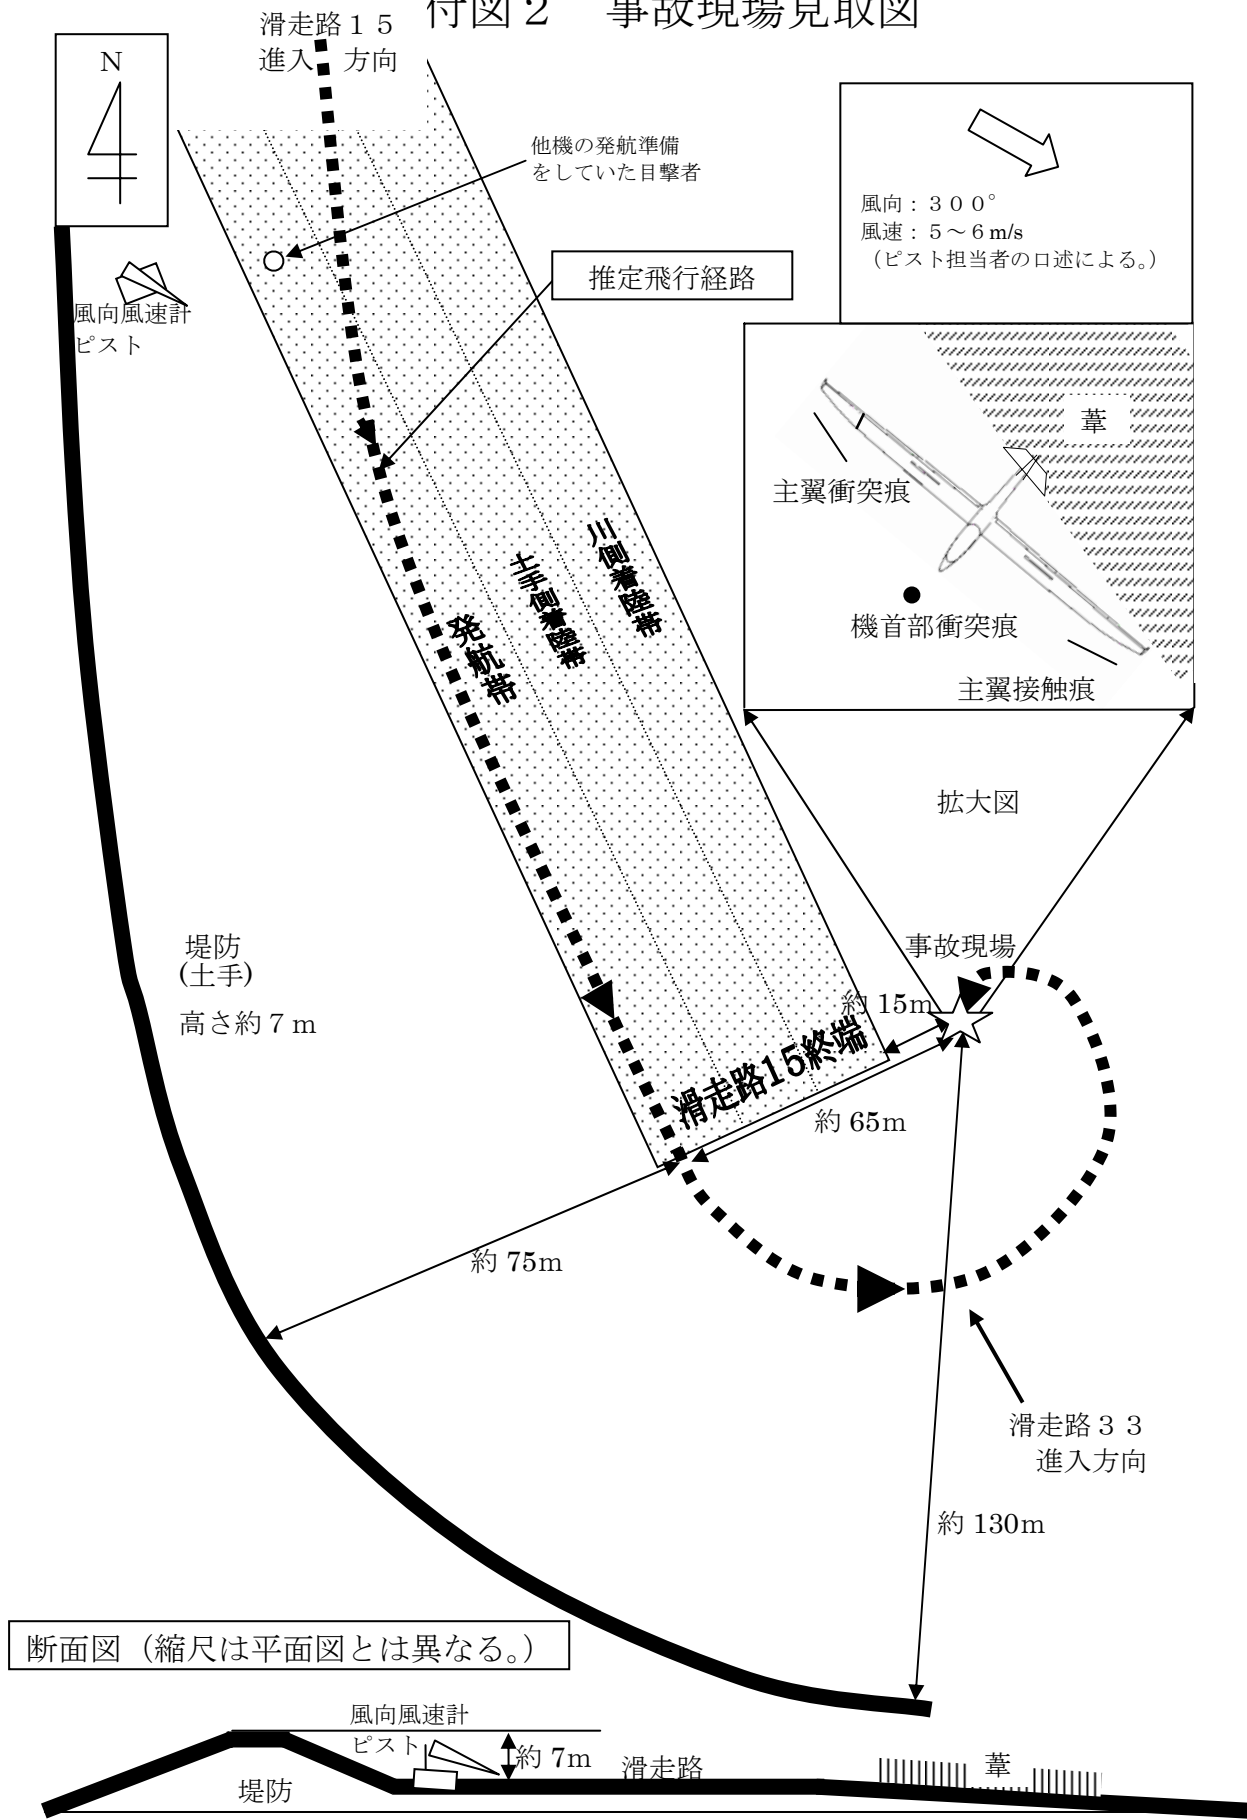 付図２　事故現場見取図
滑走路１５
進入　方向
N
他機の発航準備
をしていた目撃者
風向：３００°
風速：５～６m/s
（ピスト担当者の口述による。）
推定飛行経路
風向風速計
ピスト
葦
主翼衝突痕
機首部衝突痕
主翼接触痕
川側着陸帯
土手側着陸帯
発航帯
拡大図
堤防
(土手)
高さ約７ｍ
事故現場
約 15m
滑走路15終端
約 65m
約 75m
滑走路３３
進入方向
約 130m
断面図（縮尺は平面図とは異なる。）
風向風速計
ピスト
約 7m
滑走路
葦
堤防